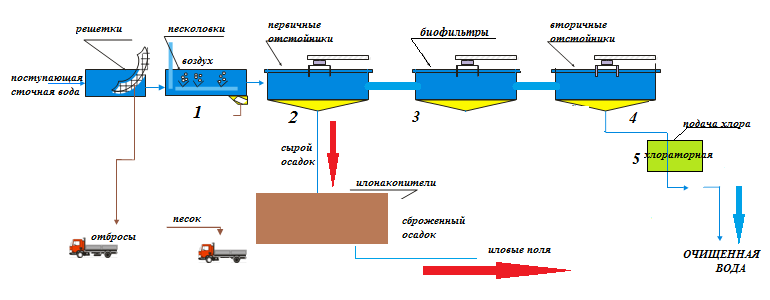 решетки
песколовки
первичные
отстойники
биофильтры
вторичные
отстойники
воздух
поступающая
сточная вода
1
2
3
4
подача хлора
5
хлораторная
сырой
осадок
илонакопители
песок
сброженный
осадок
отбросы
иловые поля
ОЧИЩЕННАЯ
ВОДА